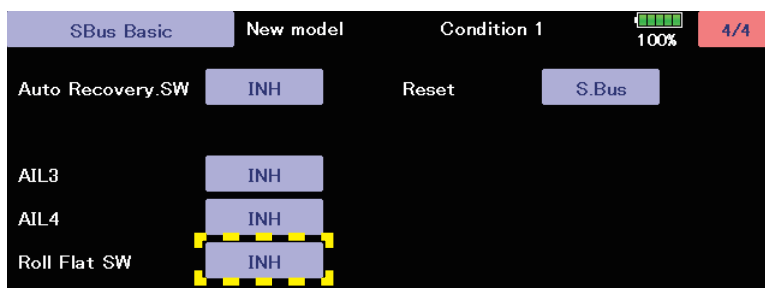 SBus Basic New model Condition 1 100% 4/4
Auto Recovery.SW INH Reset S.Bus
AIL3 INH
AIL4 INH
Roll Flat SW INH